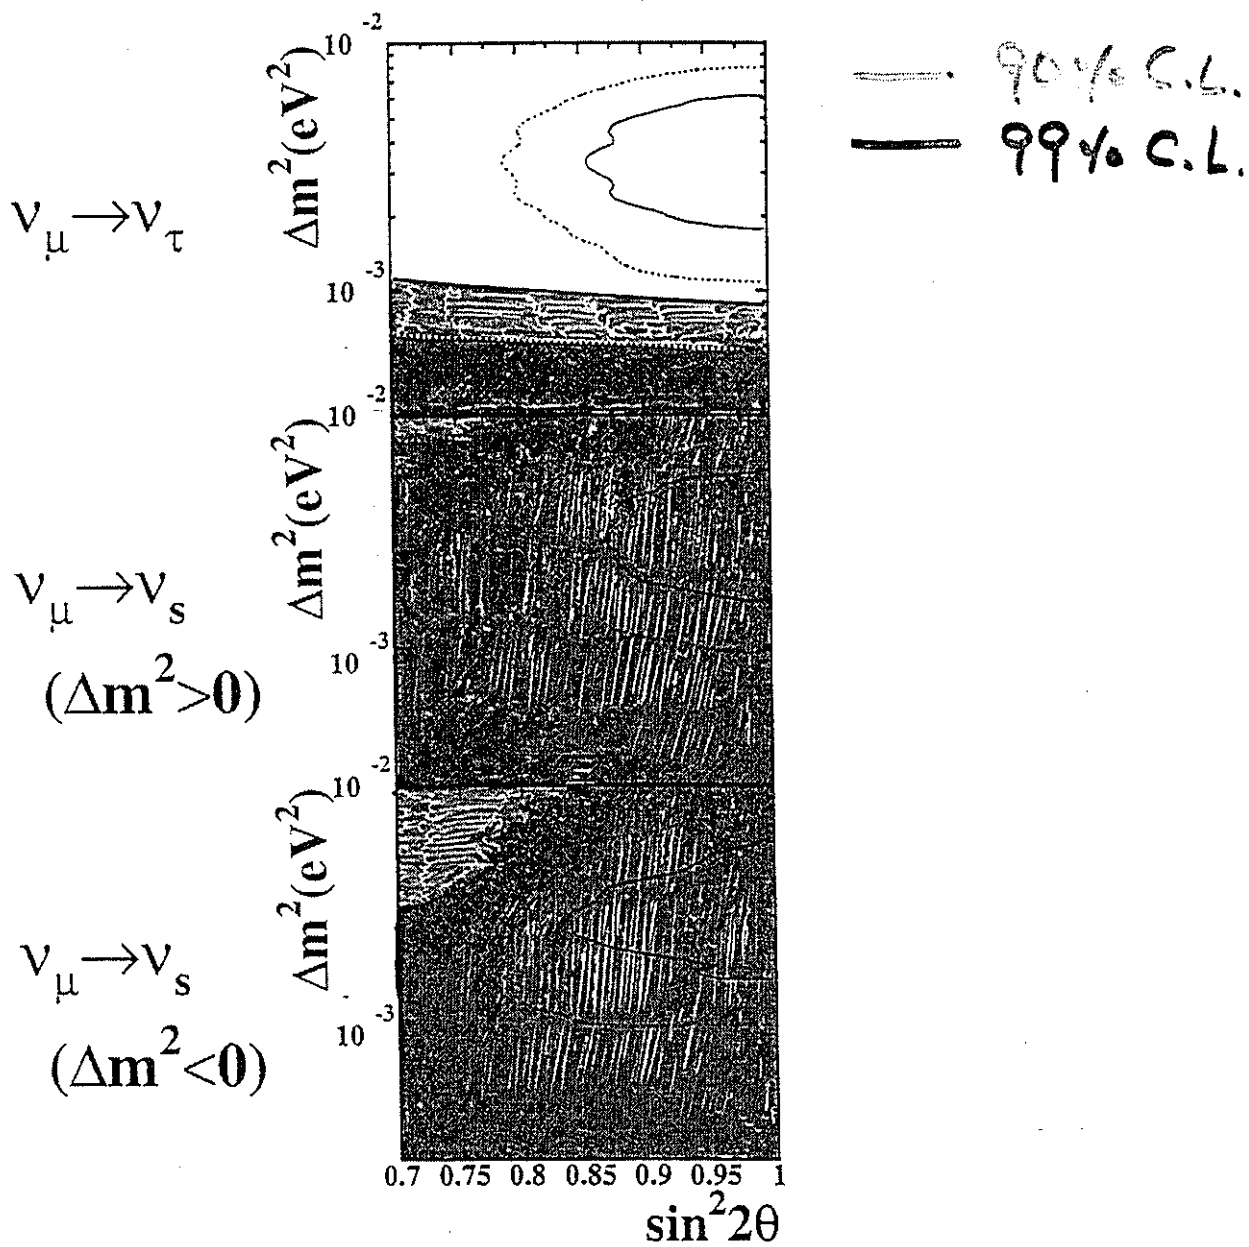 90% C.L.
99% C.L.
10⁻²
Δm²(eV²)
ν_μ→ν_τ
10⁻³
10⁻²
Δm²(eV²)
ν_μ→ν_s
(Δm²>0)
10⁻³
10⁻²
Δm²(eV²)
ν_μ→ν_s
(Δm²<0)
10⁻³
0.7 0.75 0.8 0.85 0.9 0.95 1
sin²2θ